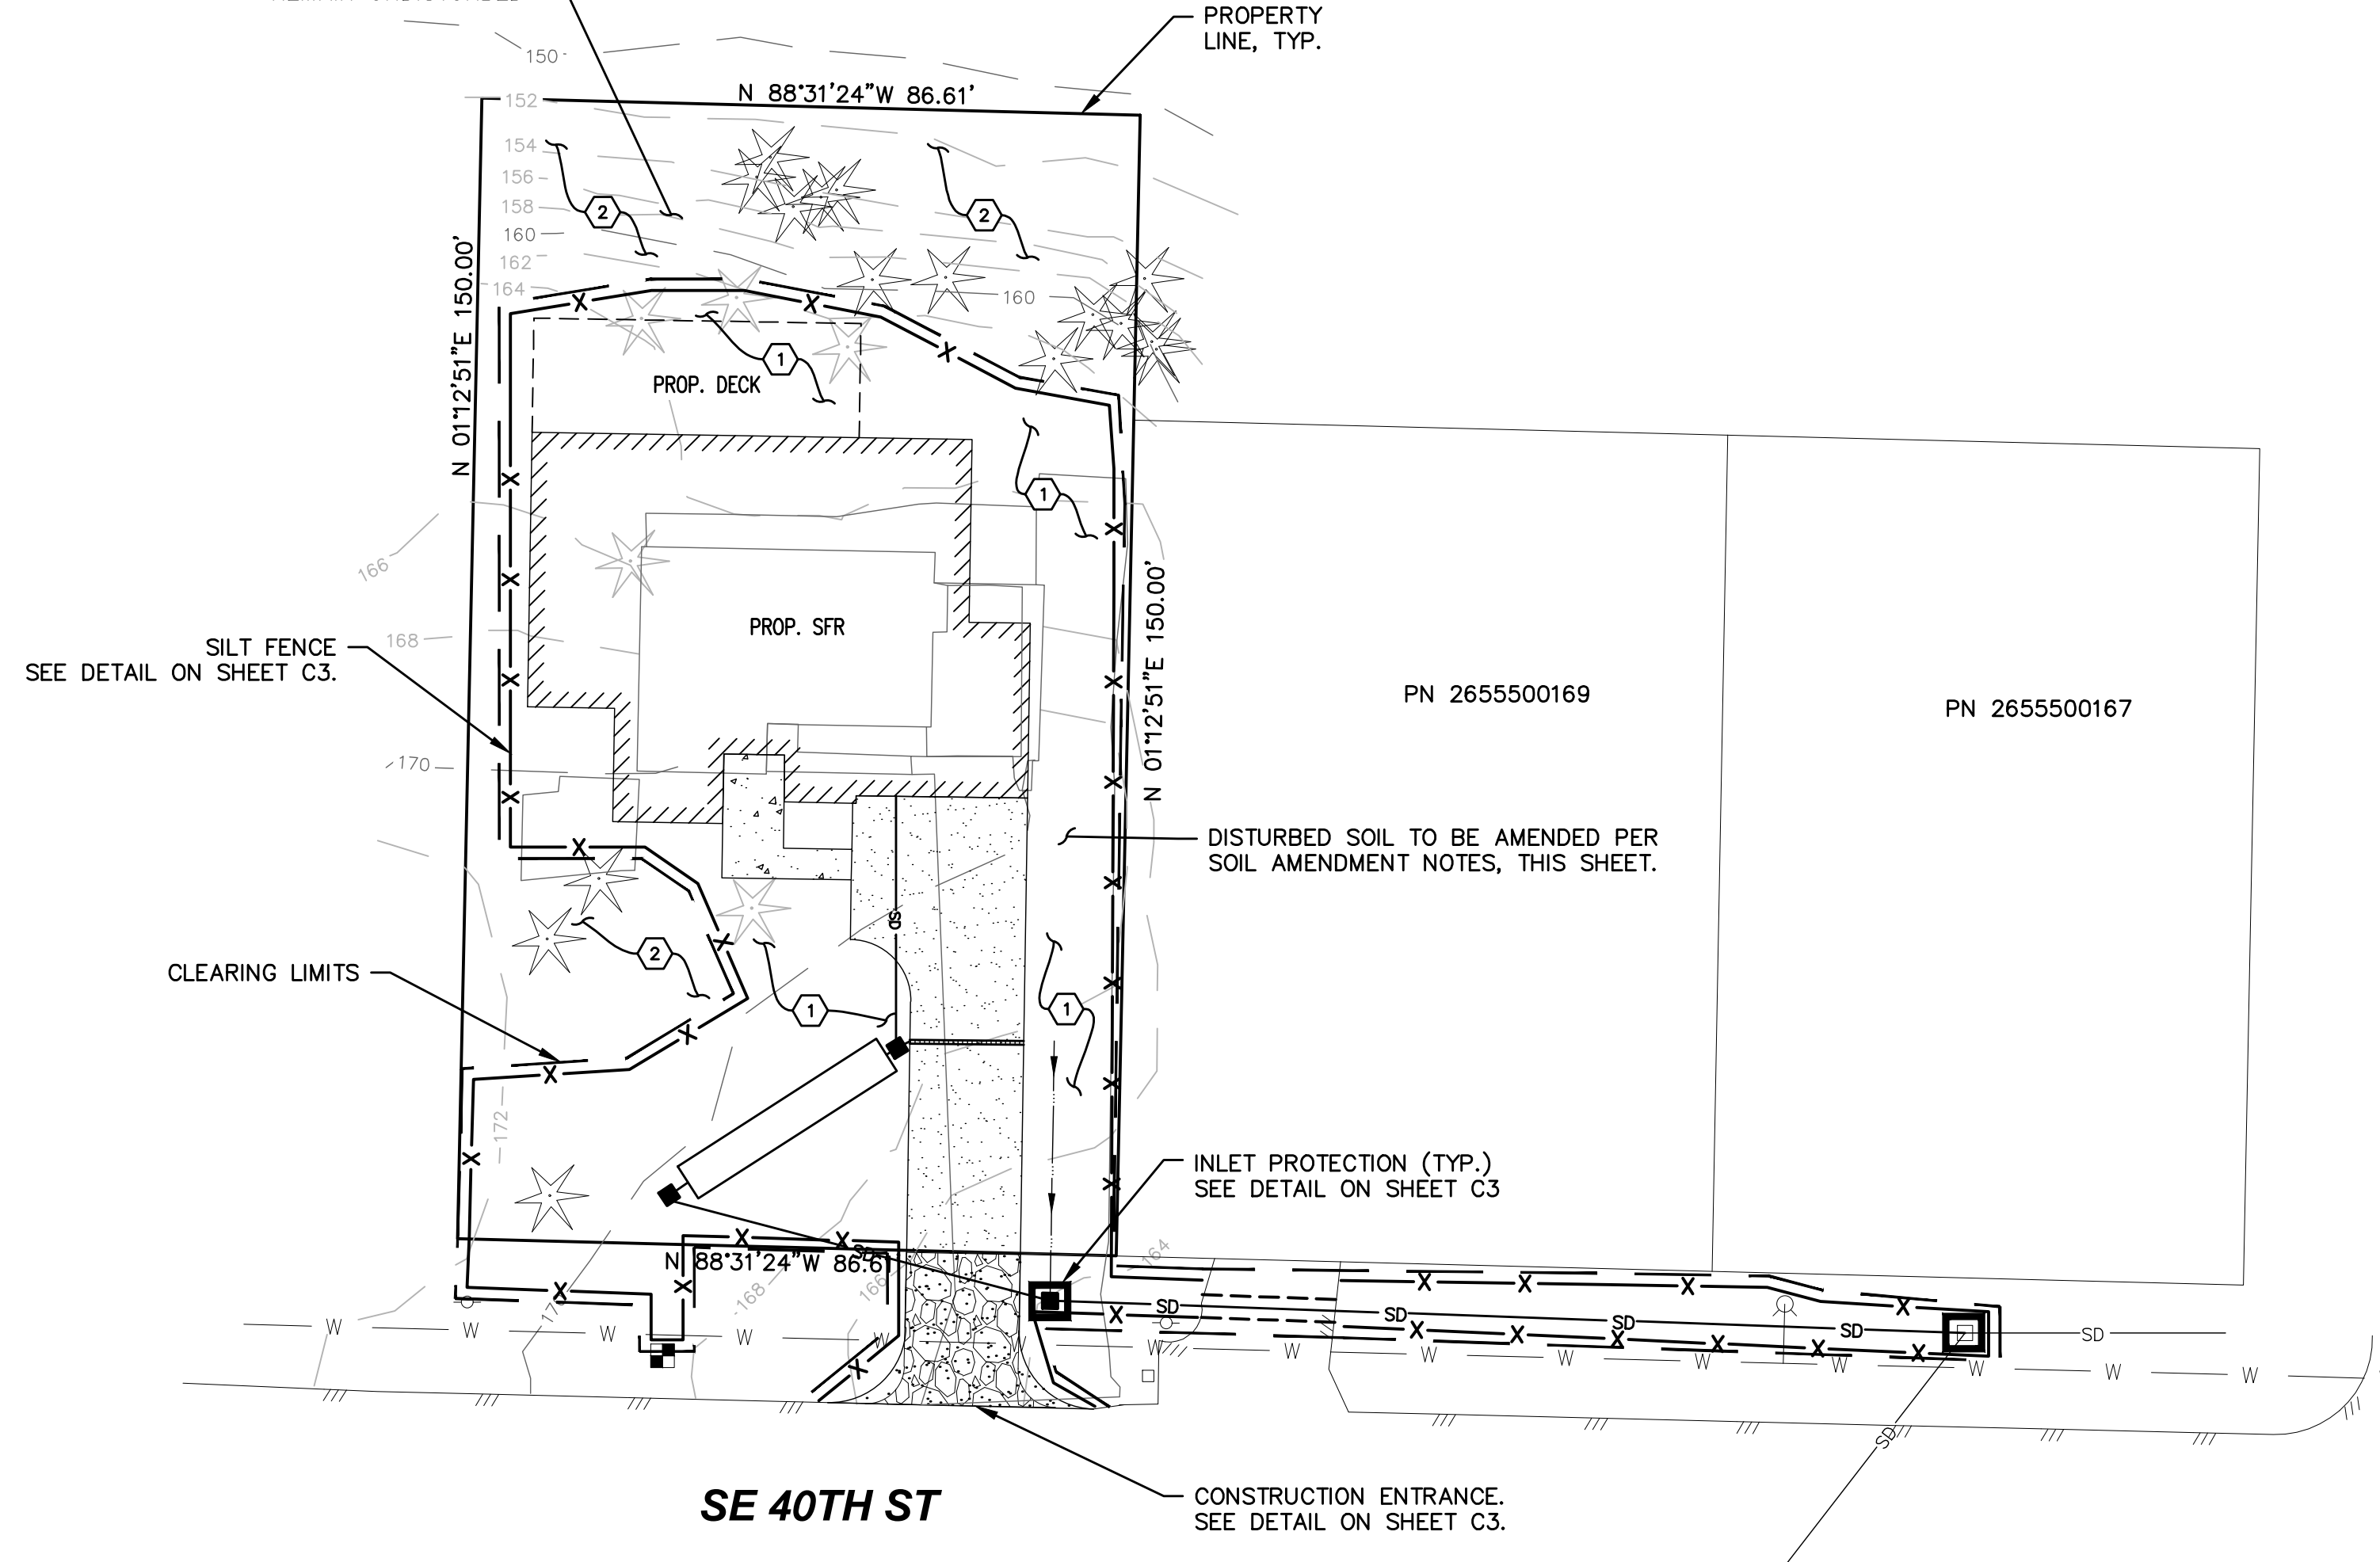 PROPERTY
LINE, TYP.
150
N 88°31'24"W 86.61'
152
154
156
158
160
162
164
2
2
160
N 01°12'51"E 150.00'
1
PROP. DECK
1
166
PROP. SFR
168
SILT FENCE
SEE DETAIL ON SHEET C3.
N 01°12'51"E 150.00'
PN 2655500169
PN 2655500167
170
DISTURBED SOIL TO BE AMENDED PER
SOIL AMENDMENT NOTES, THIS SHEET.
SD
2
CLEARING LIMITS
1
1
172
INLET PROTECTION (TYP.)
SEE DETAIL ON SHEET C3
SD
N 88°31'24"W 86.61
168
166
164
X X X X X X X X X X
SD SD SD SD SD
W W W W W W W W W W W W W W
SD
SE 40TH ST
CONSTRUCTION ENTRANCE.
SEE DETAIL ON SHEET C3.